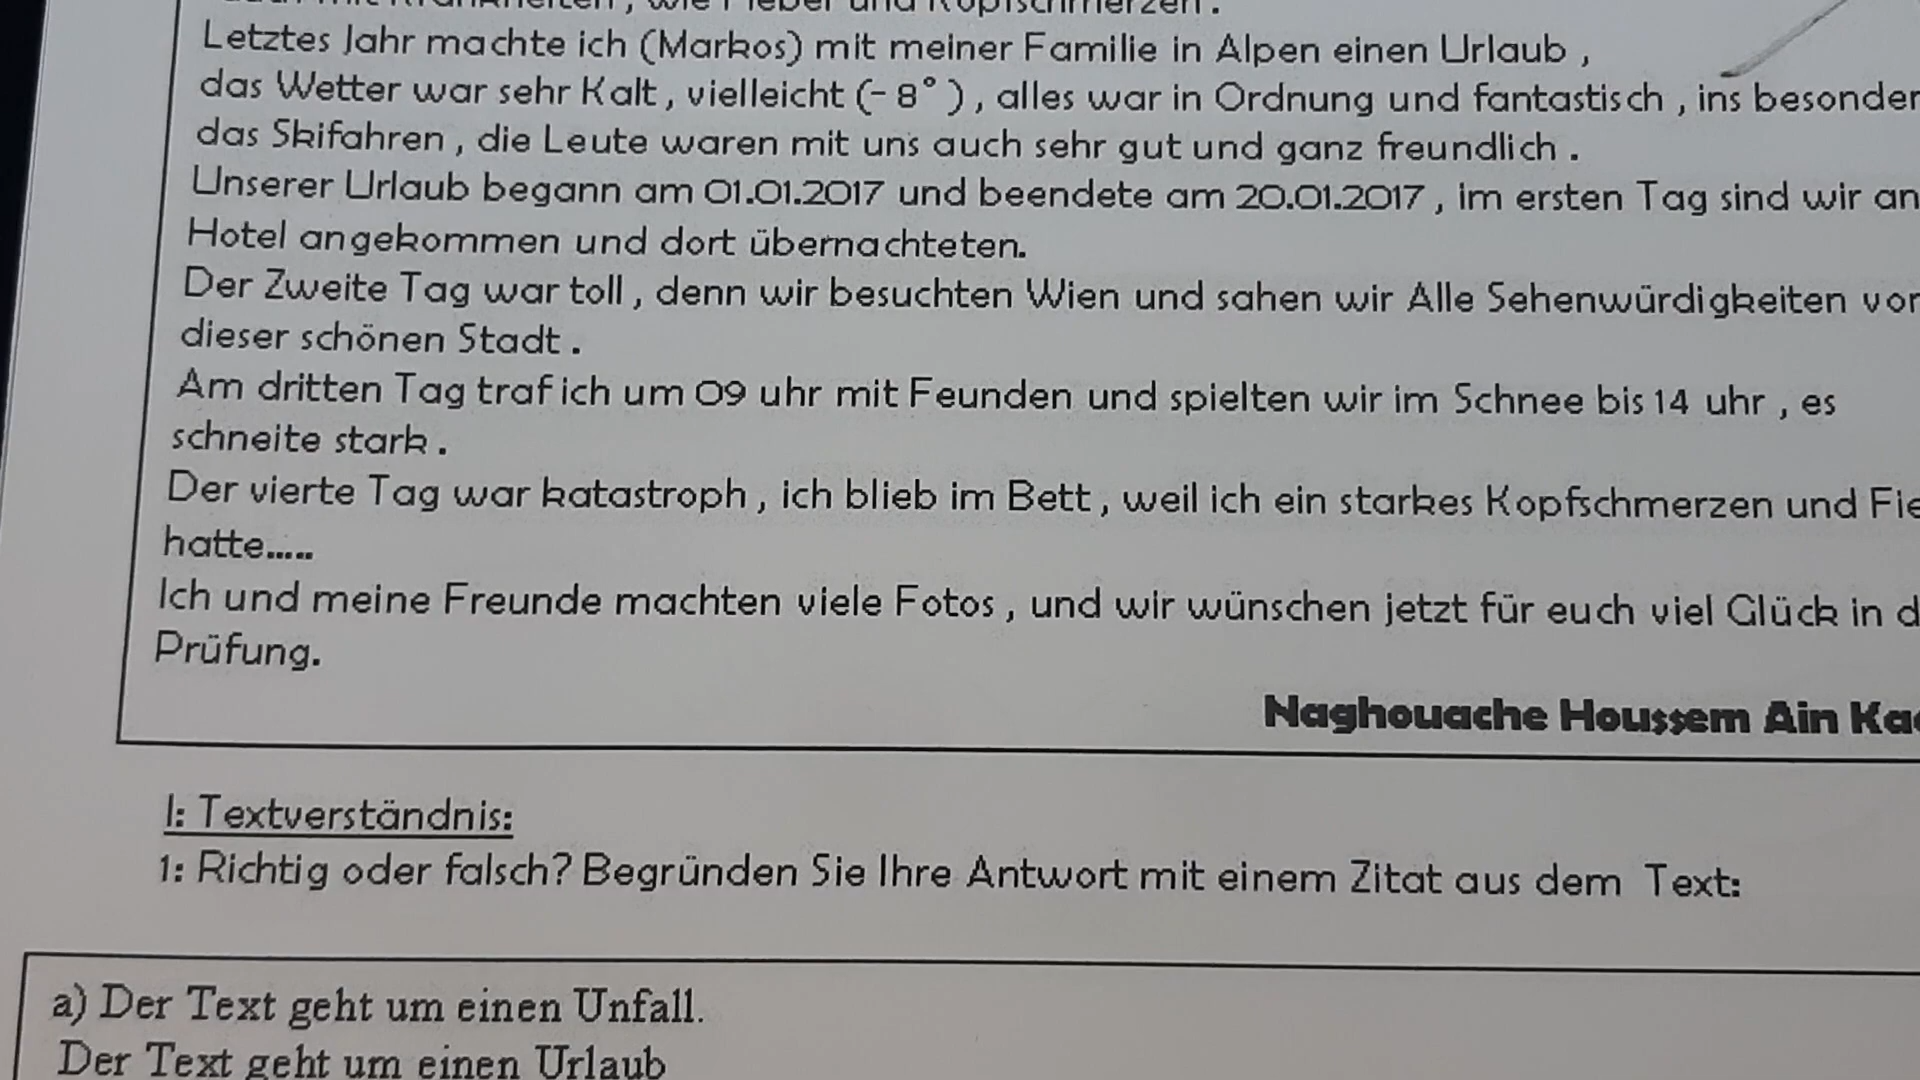 Letztes Jahr machte ich (Markos) mit meiner Familie in Alpen einen Urlaub ,
das Wetter war sehr Kalt , vielleicht (- 8° ) , alles war in Ordnung und fantastisch , ins besonder
das Skifahren , die Leute waren mit uns auch sehr gut und ganz freundlich .
Unserer Urlaub begann am 01.01.2017 und beendete am 20.01.2017 , im ersten Tag sind wir an
Hotel angekommen und dort übernachteten.
Der Zweite Tag war toll , denn wir besuchten Wien und sahen wir Alle Sehenwürdigkeiten von
dieser schönen Stadt .
Am dritten Tag traf ich um 09 uhr mit Feunden und spielten wir im Schnee bis 14 uhr , es
schneite stark .
Der vierte Tag war katastroph , ich blieb im Bett , weil ich ein starkes Kopfschmerzen und Fie
hatte.....
Ich und meine Freunde machten viele Fotos , und wir wünschen jetzt für euch viel Glück in d
Prüfung.
Naghouache Houssem Ain Ka
I: Textverständnis:
1: Richtig oder falsch? Begründen Sie Ihre Antwort mit einem Zitat aus dem Text:
a) Der Text geht um einen Unfall.
Der Text geht um einen Urlaub